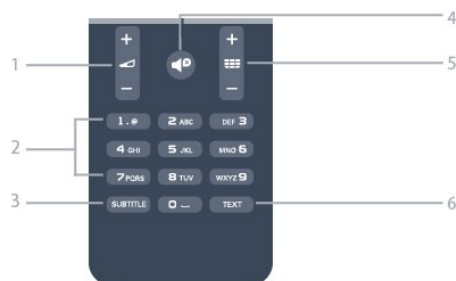 4
+ +
1 5
− −
1.@ 2 ABC DEF 3
2 4 GHI 5 JKL MNO 6
7 PQRS 8 TUV WXYZ 9
3 SUBTITLE 0 TEXT 6